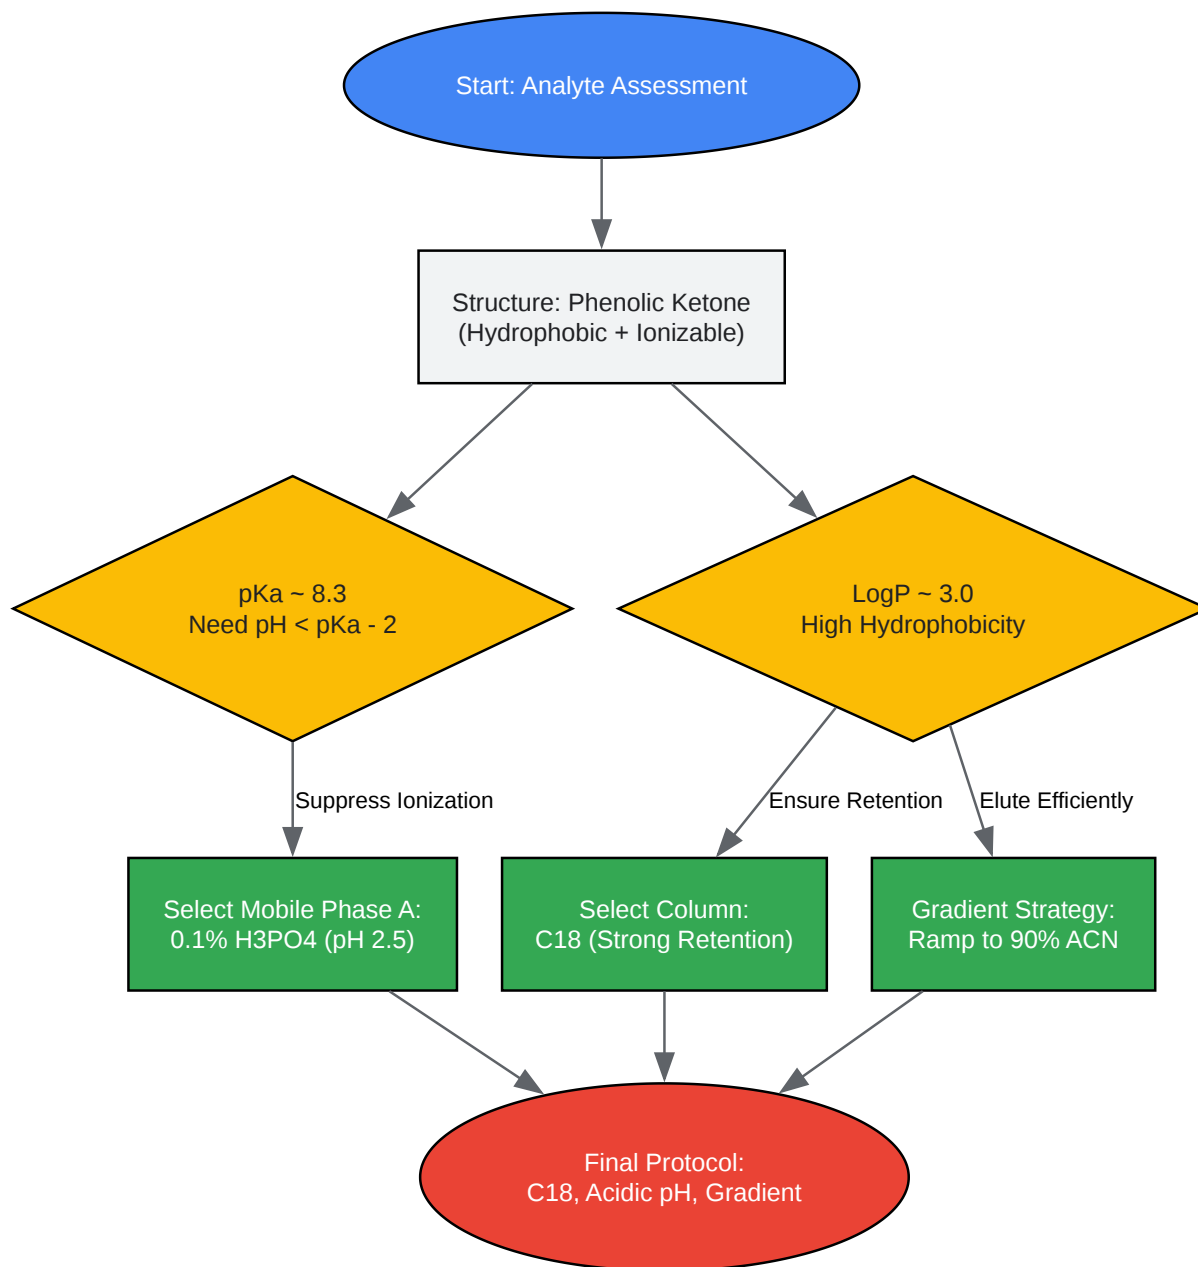 Start: Analyte Assessment
Structure: Phenolic Ketone
(Hydrophobic + Ionizable)
pKa ~ 8.3
Need pH < pKa - 2
LogP ~ 3.0
High Hydrophobicity
Suppress Ionization
Ensure Retention
Elute Efficiently
Select Mobile Phase A:
0.1% H3PO4 (pH 2.5)
Select Column:
C18 (Strong Retention)
Gradient Strategy:
Ramp to 90% ACN
Final Protocol:
C18, Acidic pH, Gradient